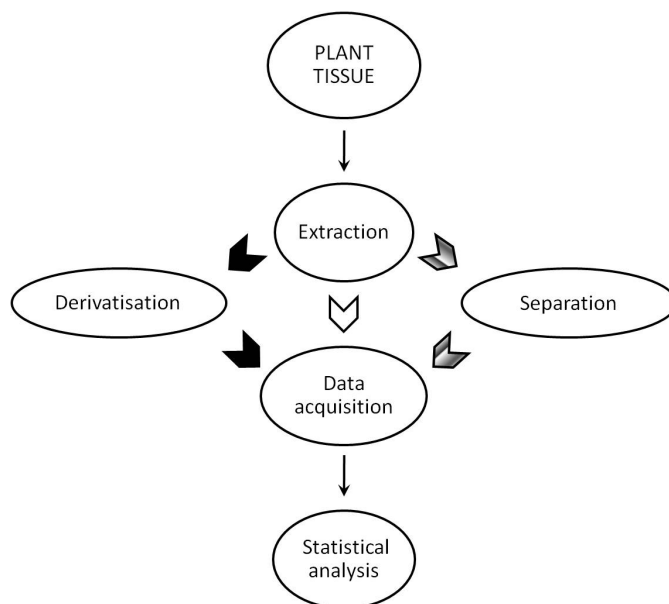 PLANT
TISSUE
Extraction
Derivatisation
Separation
Data
acquisition
Statistical
analysis